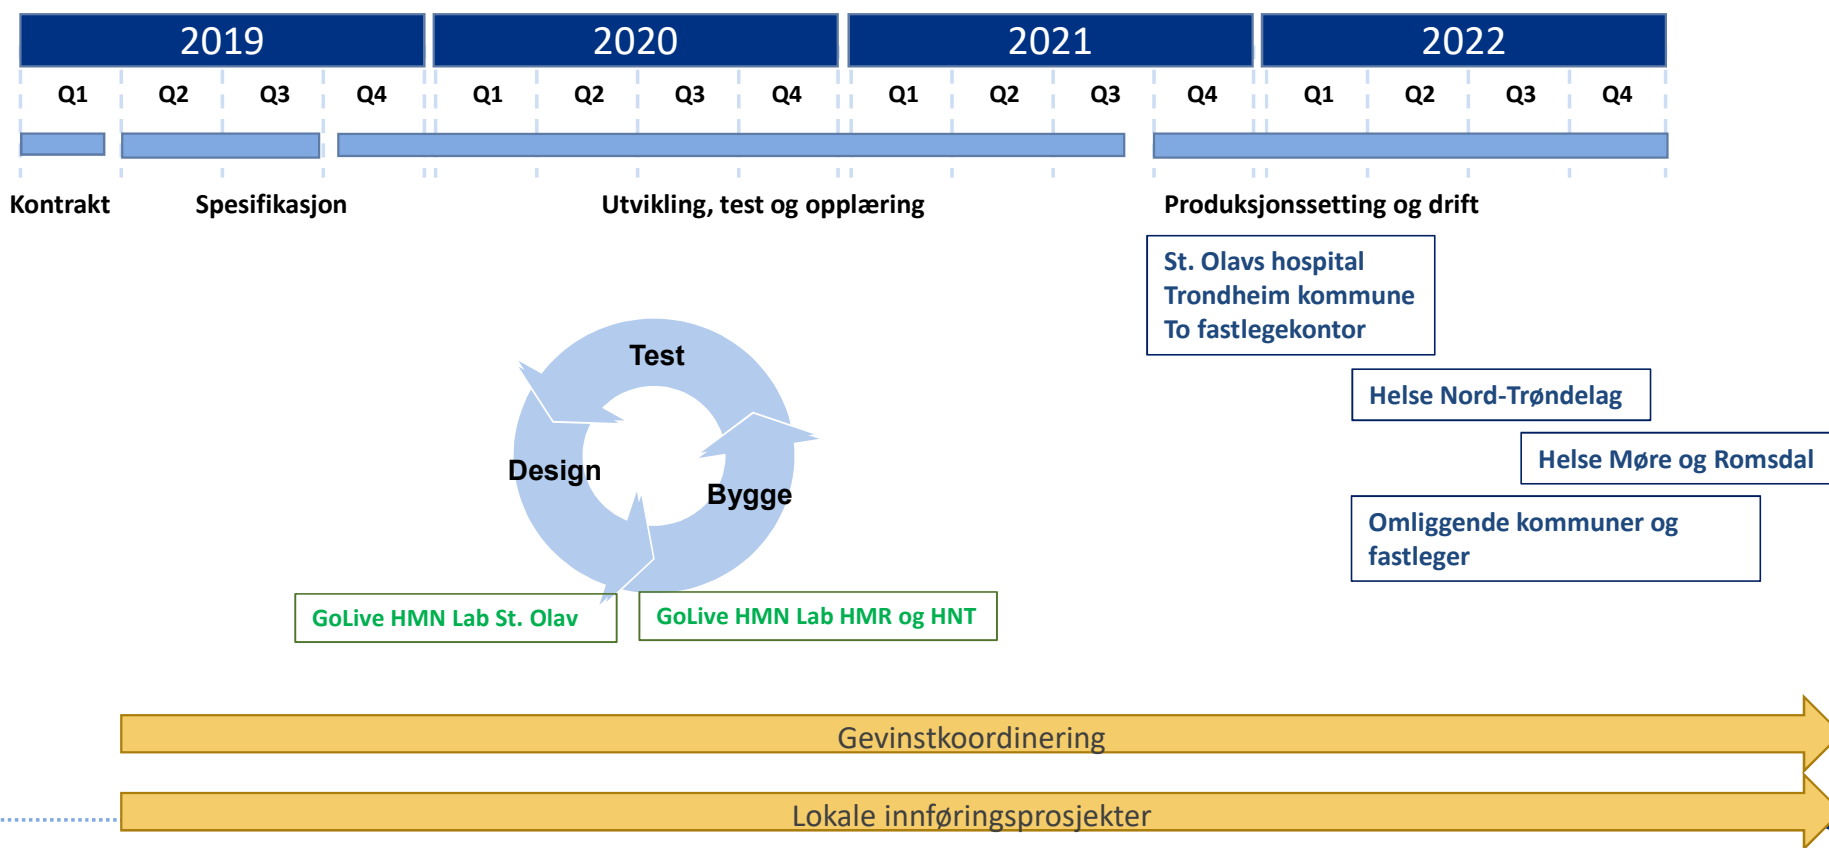 2019 2020 2021 2022
Q1 Q2 Q3 Q4 Q1 Q2 Q3 Q4 Q1 Q2 Q3 Q4 Q1 Q2 Q3 Q4
Kontrakt Spesifikasjon Utvikling, test og opplæring Produksjonssetting og drift
St. Olavs hospital
Trondheim kommune
To fastlegekontor
Test
Helse Nord-Trøndelag
Design
Bygge
Helse Møre og Romsdal
Omliggende kommuner og
fastleger
GoLive HMN Lab St. Olav
GoLive HMN Lab HMR og HNT
Gevinstkoordinering
Lokale innføringsprosjekter